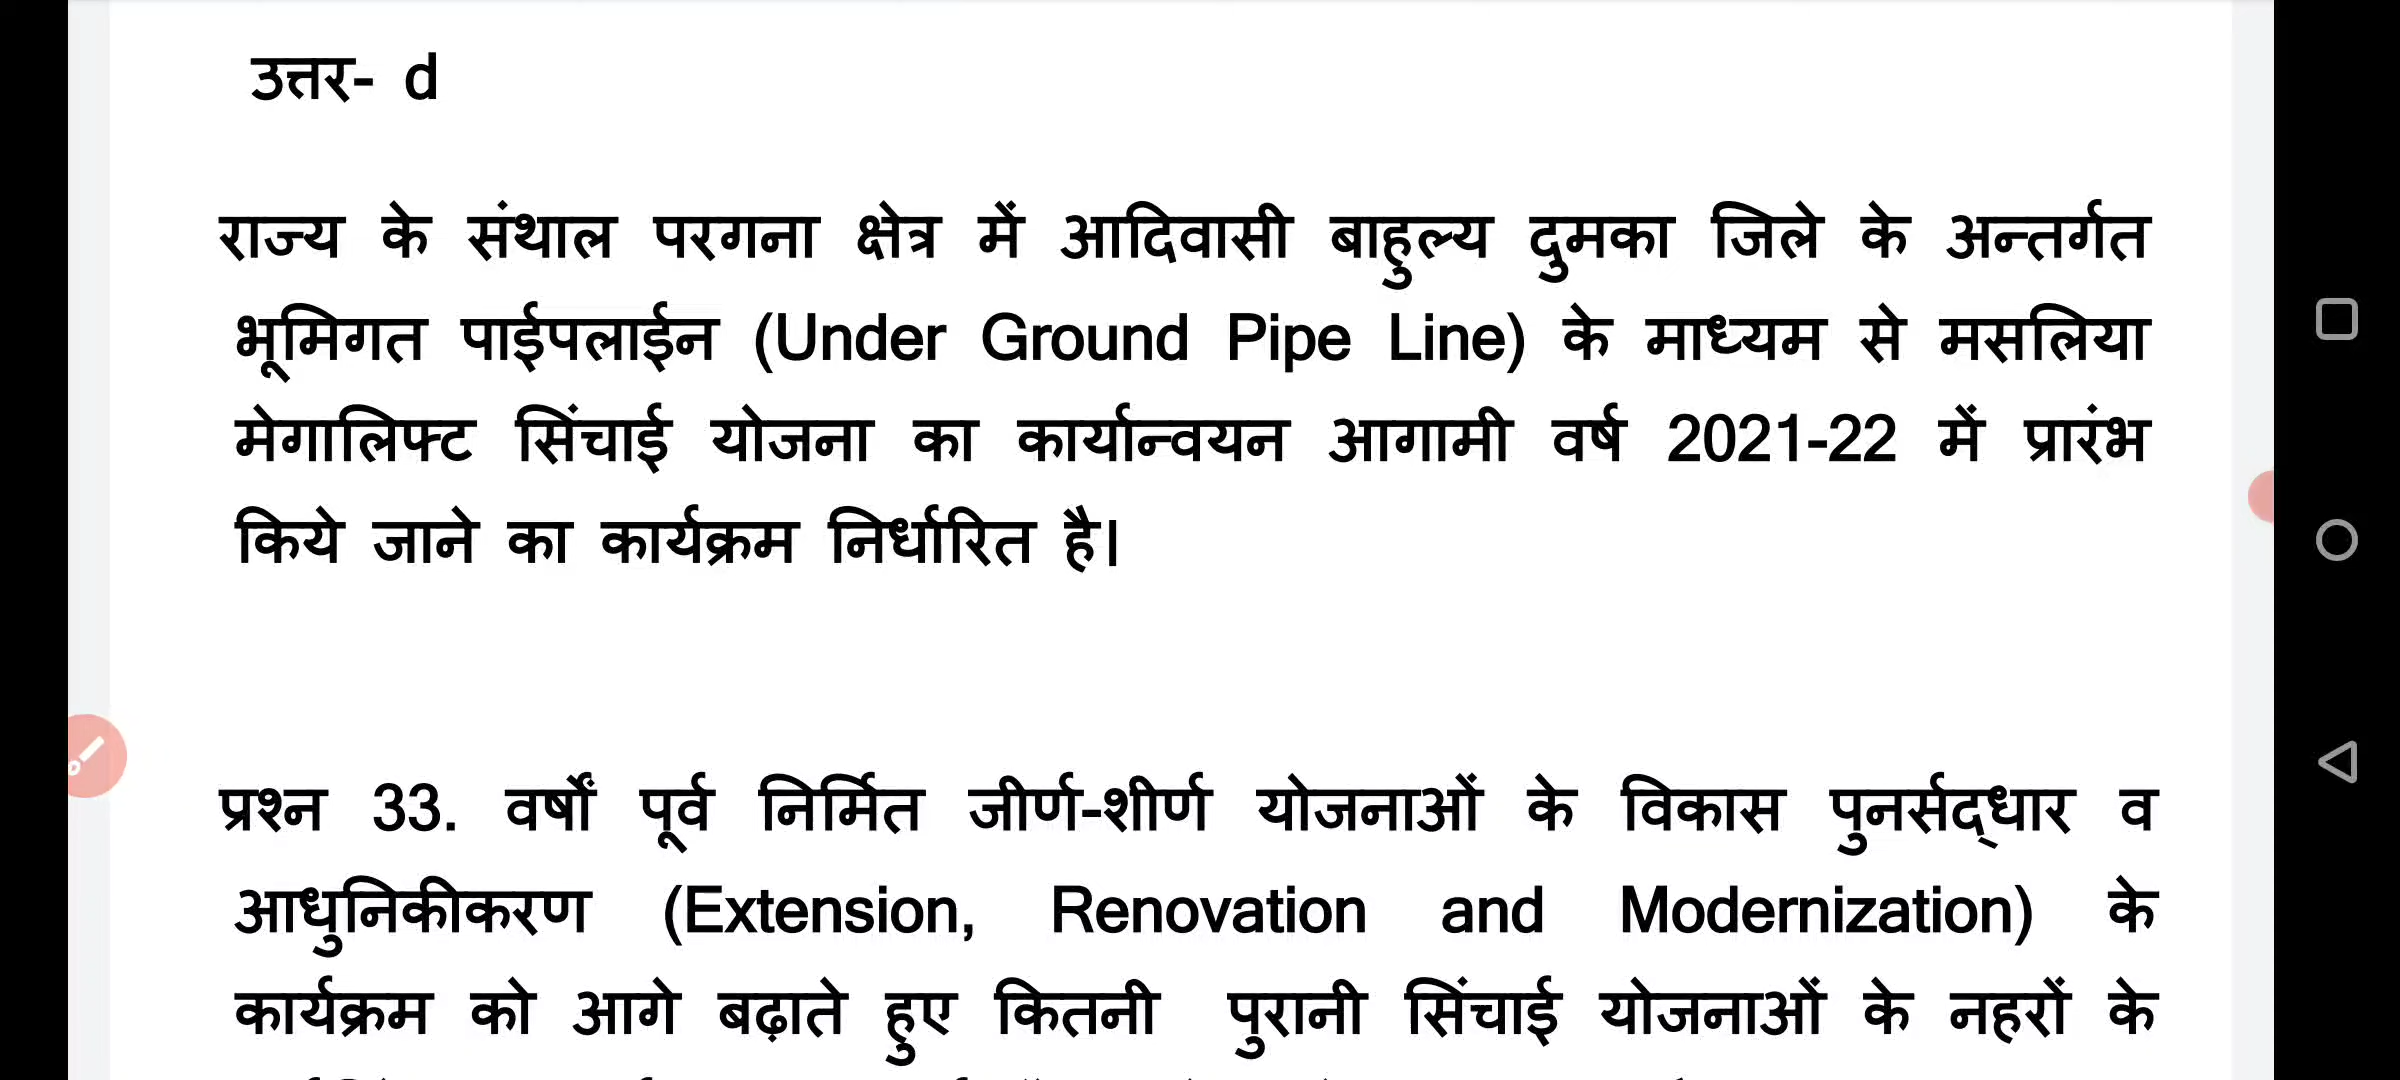 उत्तर- d
राज्य के संथाल परगना क्षेत्र में आदिवासी बाहुल्य दुमका जिले के अन्तर्गत
भूमिगत पाईपलाईन (Under Ground Pipe Line) के माध्यम से मसलिया
मेगालिफ्ट सिंचाई योजना का कार्यान्वयन आगामी वर्ष 2021-22 में प्रारंभ
किये जाने का कार्यक्रम निर्धारित है।
प्रश्न 33. वर्षों पूर्व निर्मित जीर्ण-शीर्ण योजनाओं के विकास पुनर्सद्धार व
आधुनिकीकरण (Extension, Renovation and Modernization) के
कार्यक्रम को आगे बढ़ाते हुए कितनी पुरानी सिंचाई योजनाओं के नहरों के